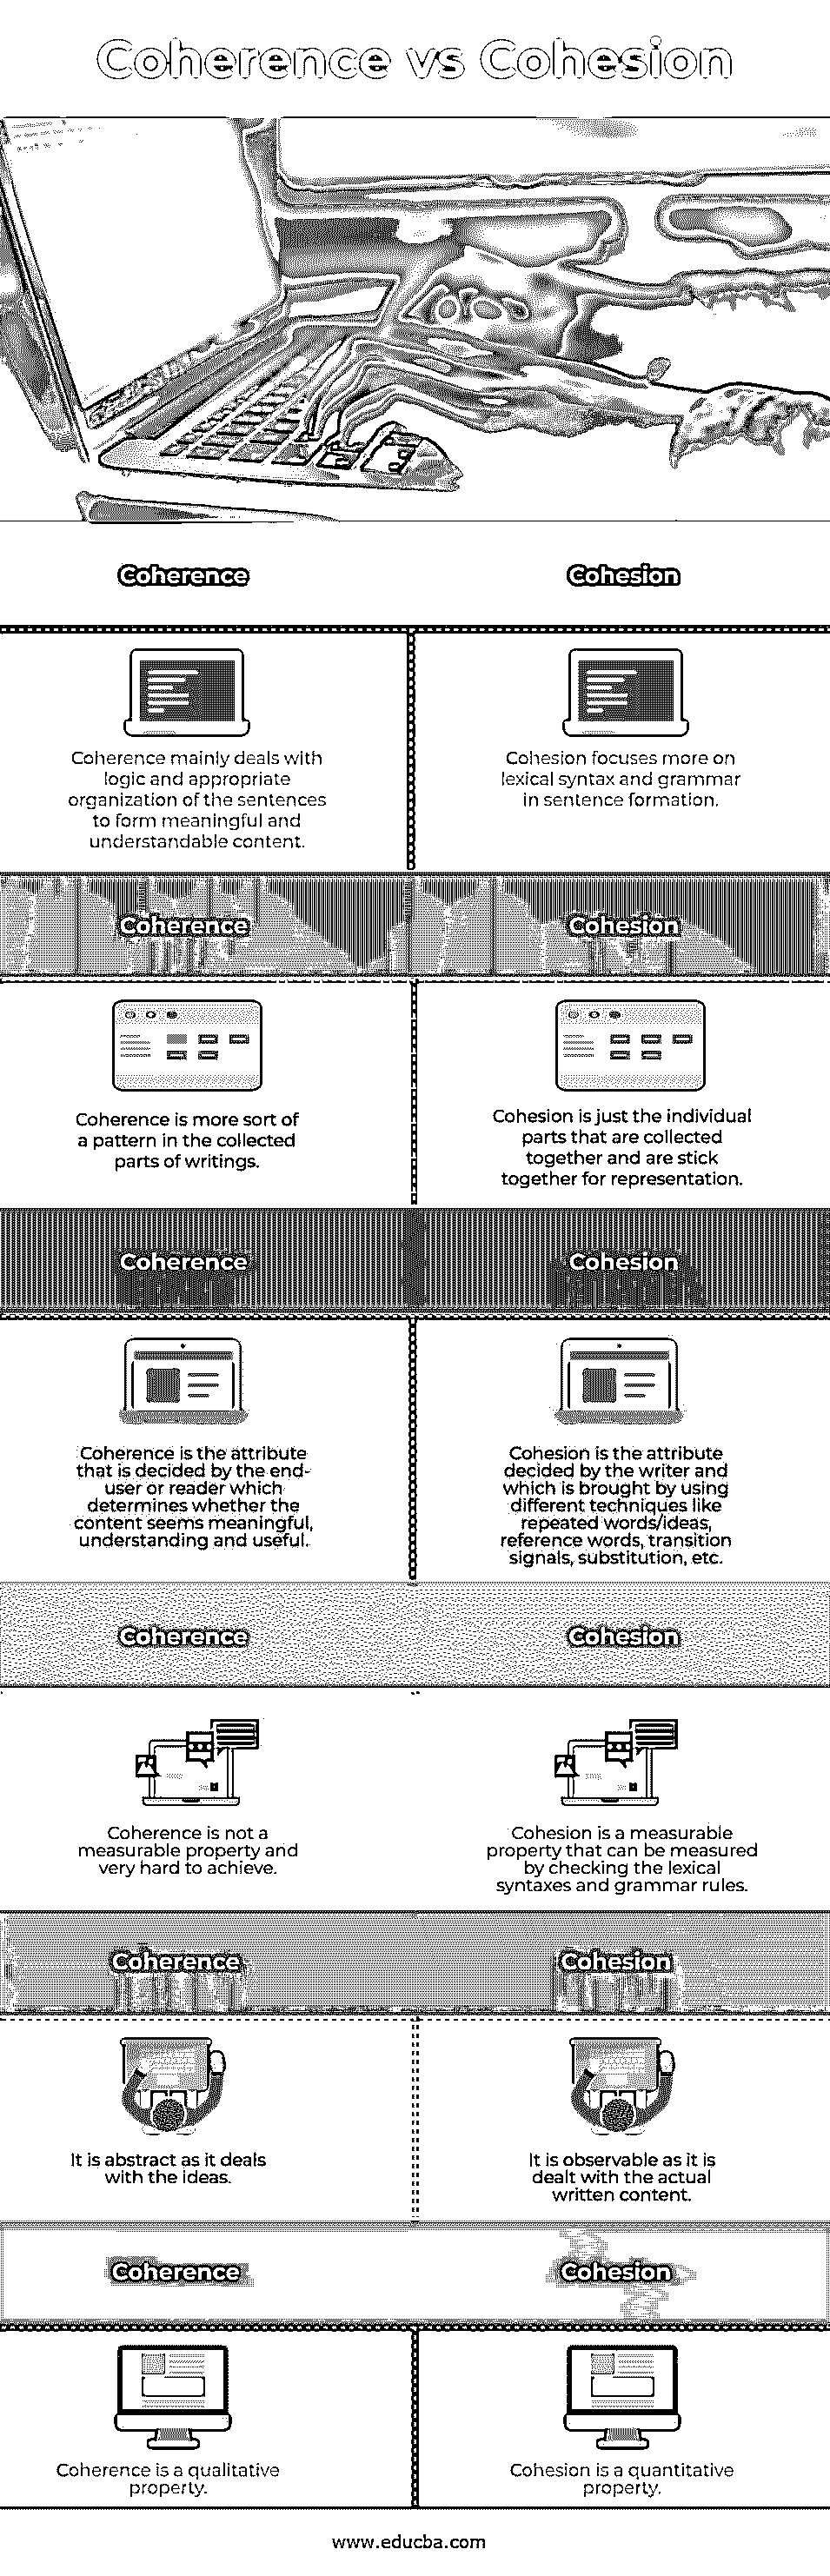 Coherence vs Cohesion
Coherence
Cohesion
Coherence mainly deals with
logic and appropriate
organization of the sentences
to form meaningful and
understandable content.
Cohesion focuses more on
lexical syntax and grammar
in sentence formation.
Coherence
Cohesion
Coherence is more sort of
a pattern in the collected
parts of writings.
Cohesion is just the individual
parts that are collected
together and are stick
together for representation.
Coherence
Cohesion
Coherence is the attribute
that is decided by the end-
user or reader which
determines whether the
content seems meaningful,
understanding and useful.
Cohesion is the attribute
decided by the writer and
which is brought by using
different techniques like
repeated words/ideas,
reference words, transition
signals, substitution, etc.
Coherence
Cohesion
Coherence is not a
measurable property and
very hard to achieve.
Cohesion is a measurable
property that can be measured
by checking the lexical
syntaxes and grammar rules.
Coherence
Cohesion
It is abstract as it deals
with the ideas.
It is observable as it is
dealt with the actual
written content.
Coherence
Cohesion
Coherence is a qualitative
property.
Cohesion is a quantitative
property.
www.educba.com